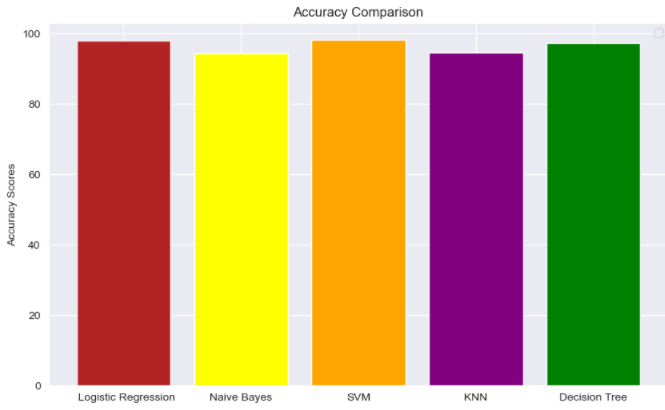 Accuracy Comparison
100
80
60
40
20
0
Accuracy Scores
Logistic Regression
Naive Bayes
SVM
KNN
Decision Tree